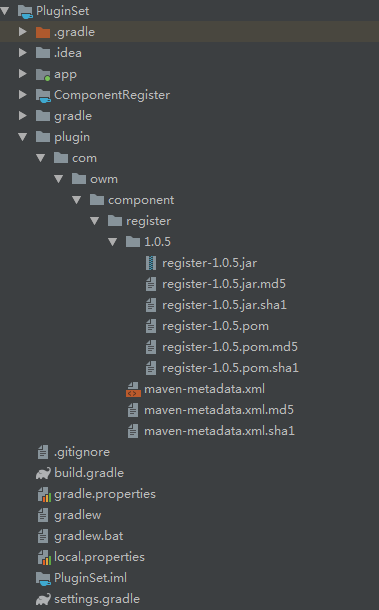 PluginSet
.gradle
.idea
app
ComponentRegister
gradle
plugin
com
owm
component
register
1.0.5
register-1.0.5.jar
register-1.0.5.jar.md5
register-1.0.5.jar.sha1
register-1.0.5.pom
register-1.0.5.pom.md5
register-1.0.5.pom.sha1
maven-metadata.xml
maven-metadata.xml.md5
maven-metadata.xml.sha1
.gitignore
build.gradle
gradle.properties
gradlew
gradlew.bat
local.properties
PluginSet.iml
settings.gradle